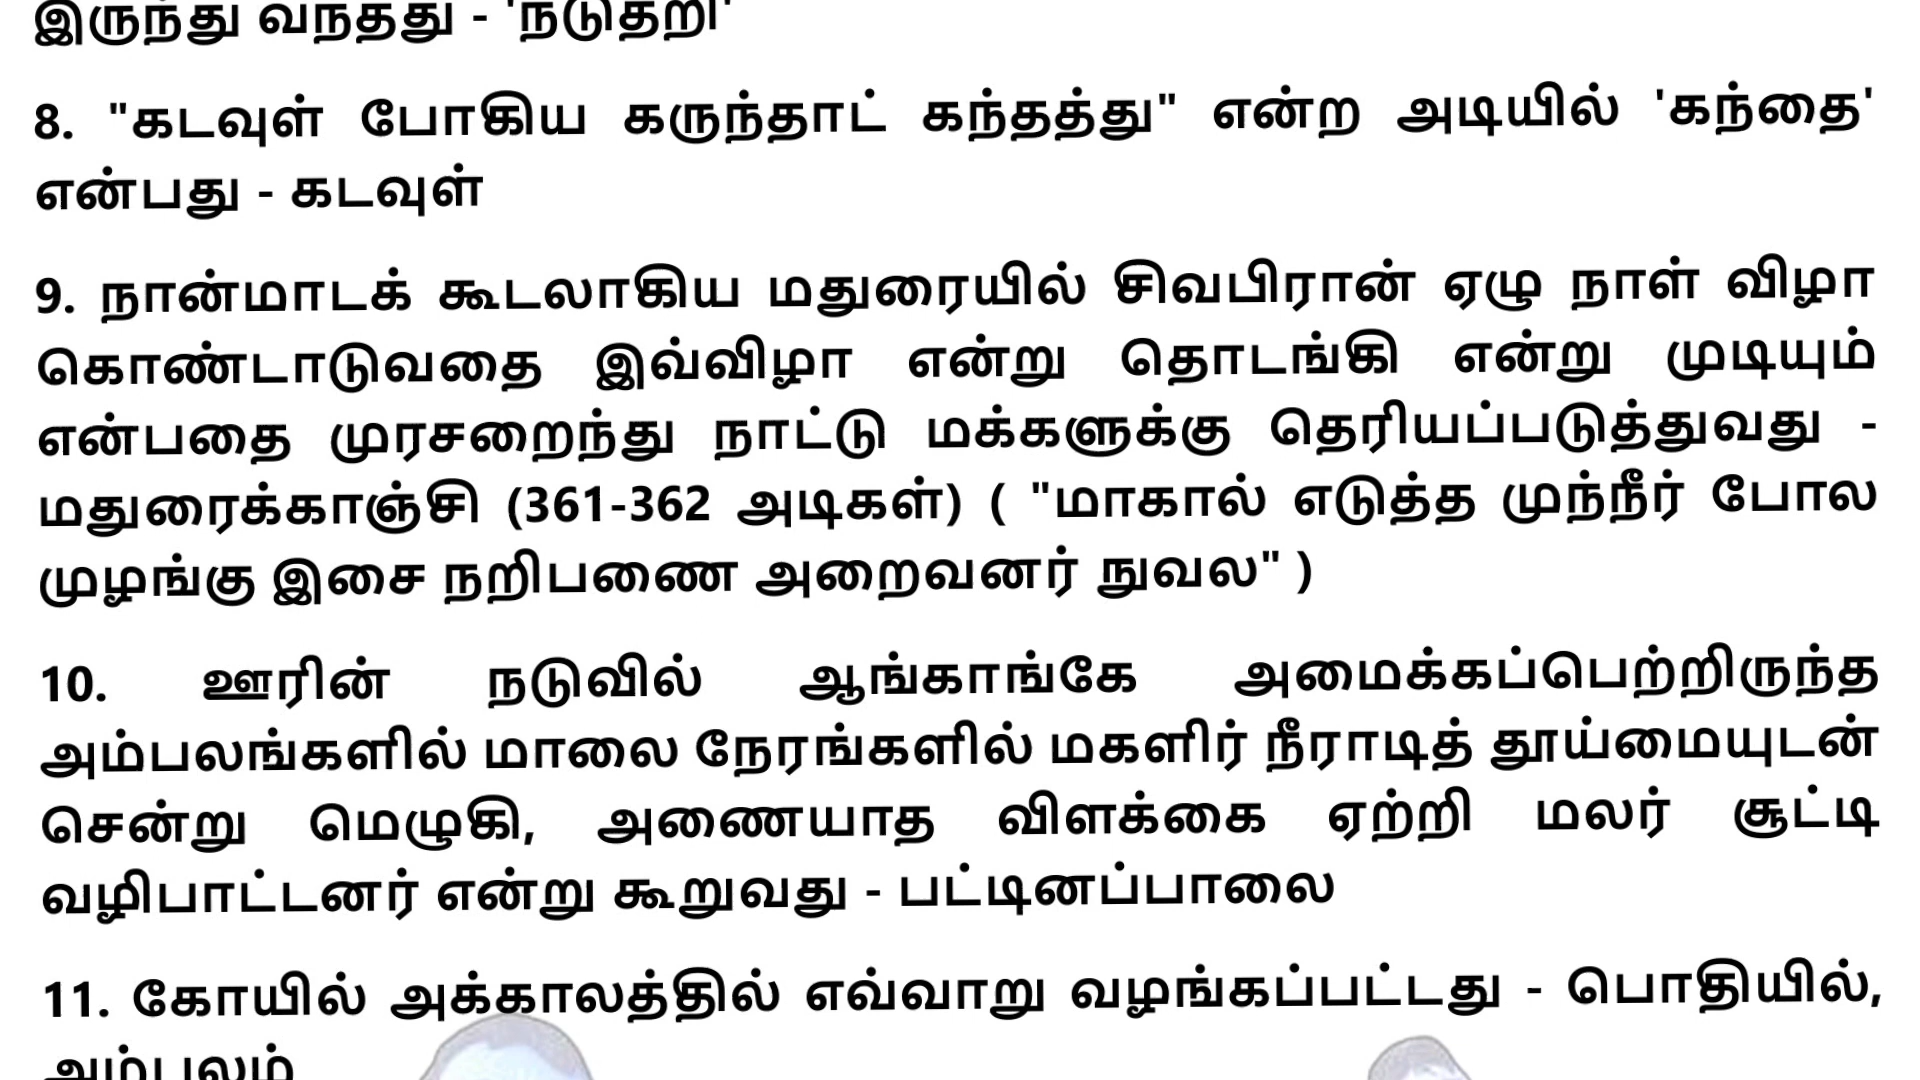 இருந்து வந்தது - 'நடுதறி'
8. "கடவுள் போகிய கருந்தாட் கந்தத்து" என்ற அடியில் 'கந்தை'
என்பது - கடவுள்
9. நான்மாடக் கூடலாகிய மதுரையில் சிவபிரான் ஏழு நாள் விழா
கொண்டாடுவதை இவ்விழா என்று தொடங்கி என்று முடியும்
என்பதை முரசறைந்து நாட்டு மக்களுக்கு தெரியப்படுத்துவது -
மதுரைக்காஞ்சி (361-362 அடிகள்) ( "மாகால் எடுத்த முந்நீர் போல
முழங்கு இசை நறிபணை அறைவனர் நுவல" )
10. ஊரின் நடுவில் ஆங்காங்கே அமைக்கப்பெற்றிருந்த
அம்பலங்களில் மாலை நேரங்களில் மகளிர் நீராடித் தூய்மையுடன்
சென்று மெழுகி, அணையாத விளக்கை ஏற்றி மலர் சூட்டி
வழிபாட்டனர் என்று கூறுவது - பட்டினப்பாலை
11. கோயில் அக்காலத்தில் எவ்வாறு வழங்கப்பட்டது - பொதியில்,
அம்பலம்